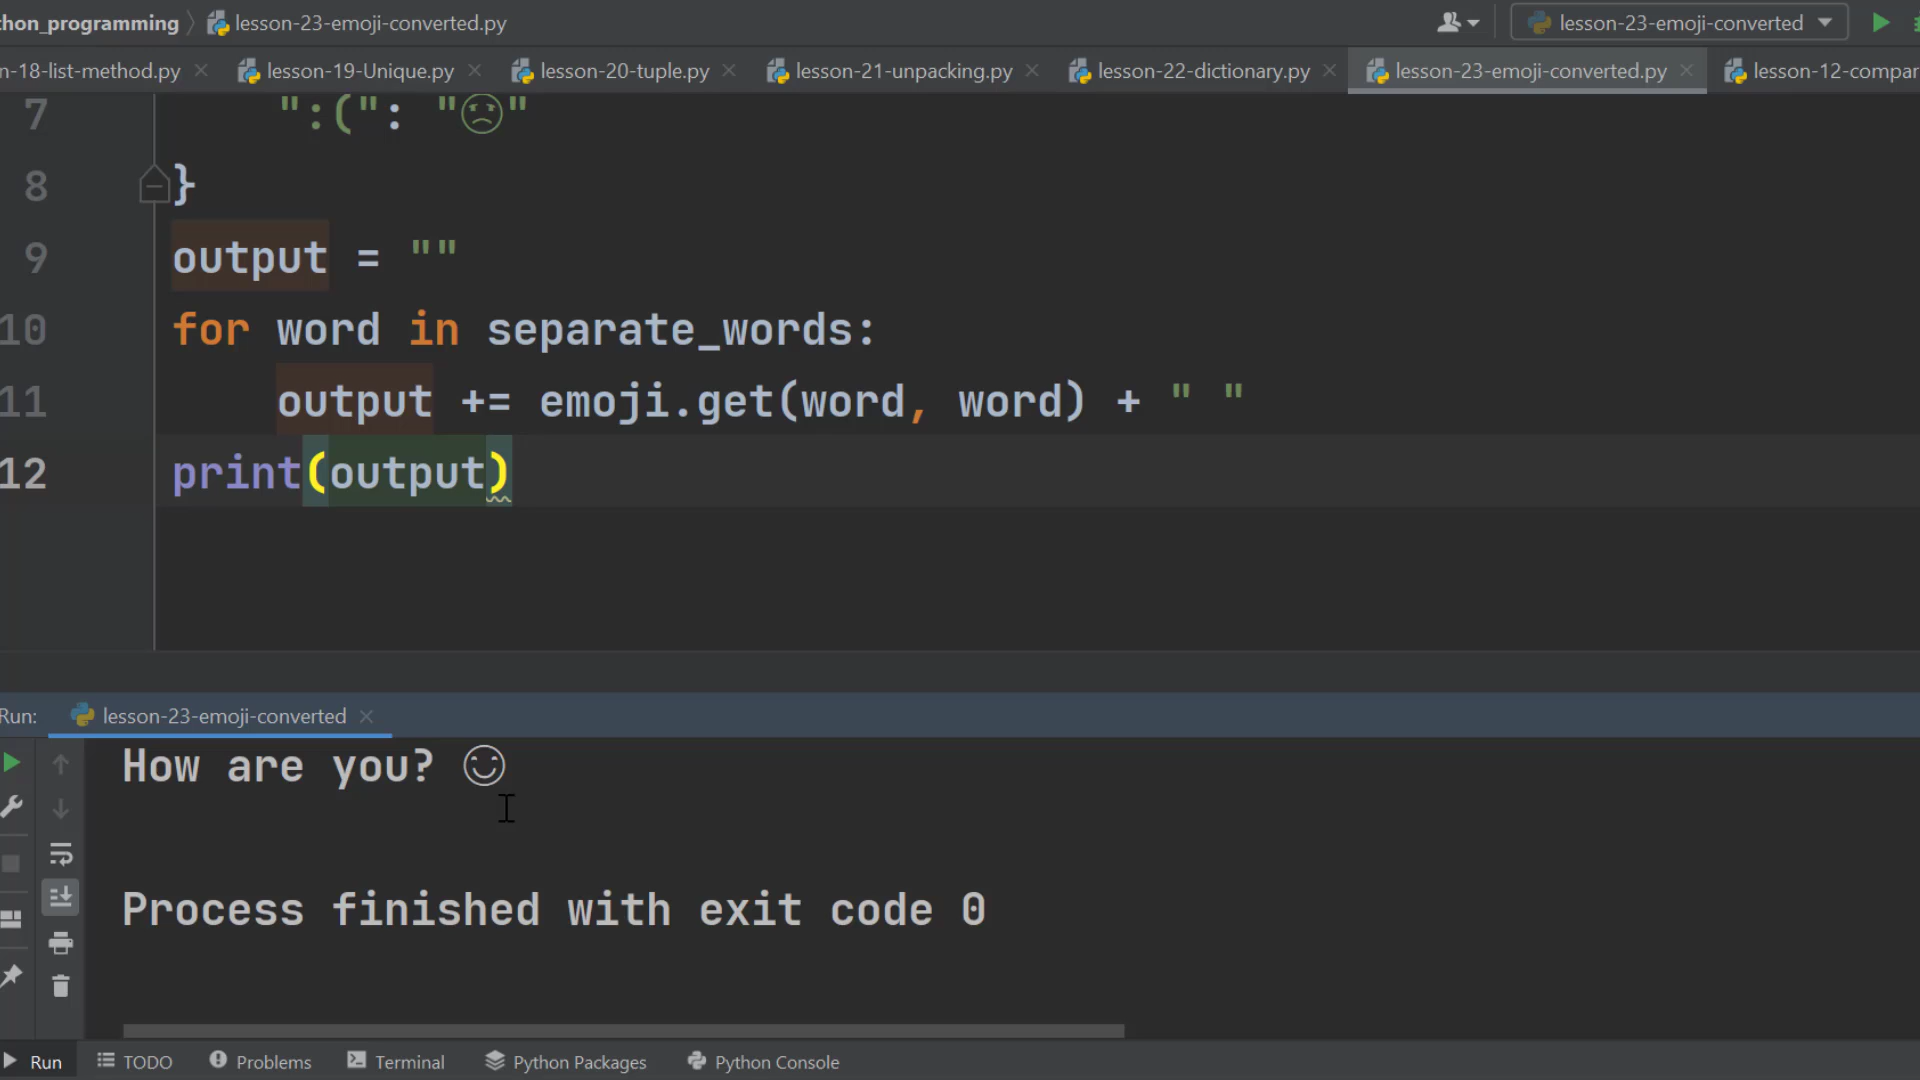 thon_programming lesson-23-emoji-converted.py lesson-23-emoji-converted
n-18-list-method.py lesson-19-Unique.py lesson-20-tuple.py lesson-21-unpacking.py lesson-22-dictionary.py lesson-23-emoji-converted.py lesson-12-compar
7 ":(": "☹"
8 }
9 output = ""
10 for word in separate_words:
11 output += emoji.get(word, word) + " "
12 print(output)
Run: lesson-23-emoji-converted
How are you? ☺
Process finished with exit code 0
Run TODO Problems Terminal Python Packages Python Console